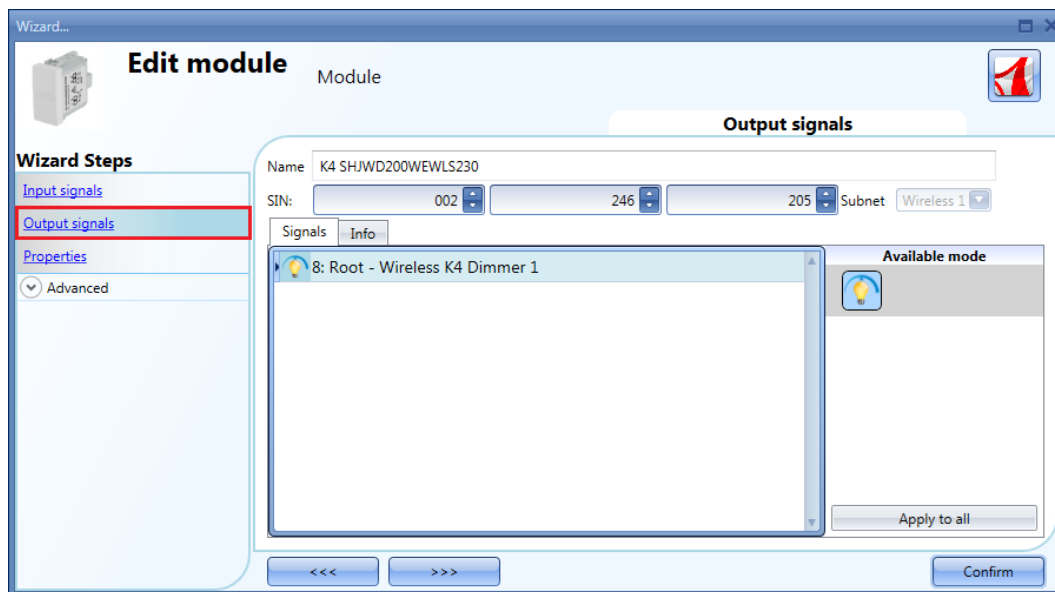 Wizard...
Edit module
Module
Output signals
Wizard Steps
Input signals
Output signals
Properties
Advanced
Name K4 SHJWD200WEWLS230
SIN: 002 246 205 Subnet Wireless 1
Signals Info
8: Root - Wireless K4 Dimmer 1
Available mode
Apply to all
<<< >>> Confirm